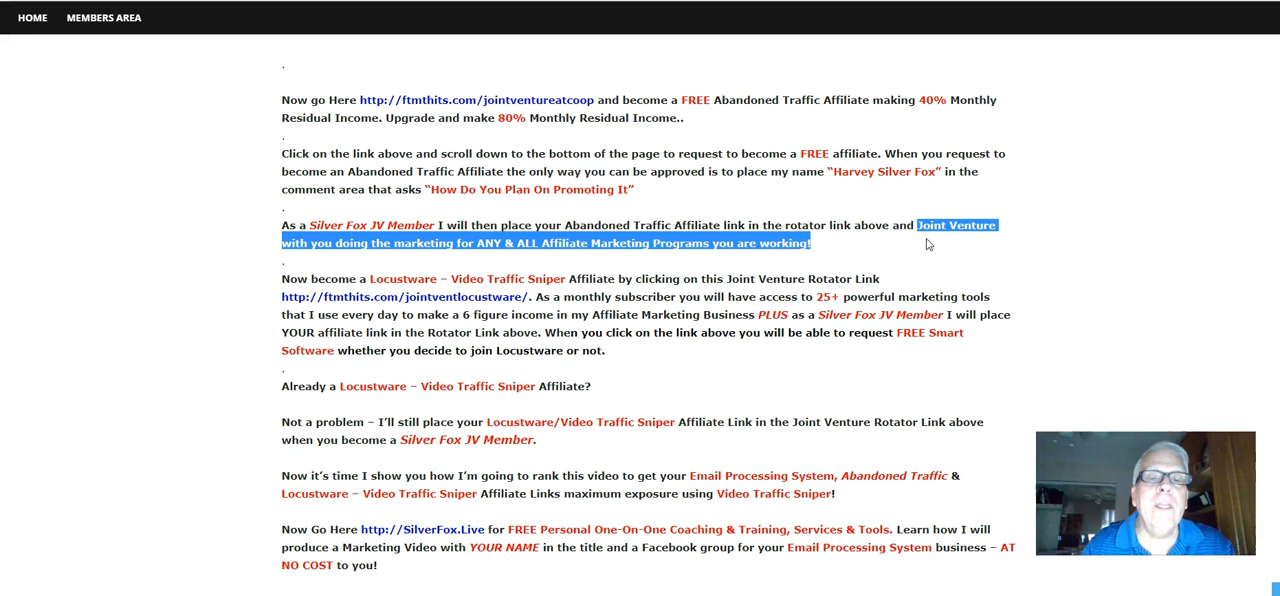 HOME MEMBERS AREA
.
Now go Here http://ftmthits.com/jointventureatcoop and become a FREE Abandoned Traffic Affiliate making 40% Monthly
Residual Income. Upgrade and make 80% Monthly Residual Income..
.
Click on the link above and scroll down to the bottom of the page to request to become a FREE affiliate. When you request to
become an Abandoned Traffic Affiliate the only way you can be approved is to place my name “Harvey Silver Fox” in the
comment area that asks “How Do You Plan On Promoting It”
.
As a Silver Fox JV Member I will then place your Abandoned Traffic Affiliate link in the rotator link above and Joint Venture
with you doing the marketing for ANY & ALL Affiliate Marketing Programs you are working!
.
Now become a Locustware – Video Traffic Sniper Affiliate by clicking on this Joint Venture Rotator Link
http://ftmthits.com/jointventlocustware/. As a monthly subscriber you will have access to 25+ powerful marketing tools
that I use every day to make a 6 figure income in my Affiliate Marketing Business PLUS as a Silver Fox JV Member I will place
YOUR affiliate link in the Rotator Link above. When you click on the link above you will be able to request FREE Smart
Software whether you decide to join Locustware or not.
.
Already a Locustware – Video Traffic Sniper Affiliate?
Not a problem – I’ll still place your Locustware/Video Traffic Sniper Affiliate Link in the Joint Venture Rotator Link above
when you become a Silver Fox JV Member.
Now it’s time I show you how I’m going to rank this video to get your Email Processing System, Abandoned Traffic &
Locustware – Video Traffic Sniper Affiliate Links maximum exposure using Video Traffic Sniper!
Now Go Here http://SilverFox.Live for FREE Personal One-On-One Coaching & Training, Services & Tools. Learn how I will
produce a Marketing Video with YOUR NAME in the title and a Facebook group for your Email Processing System business – AT
NO COST to you!